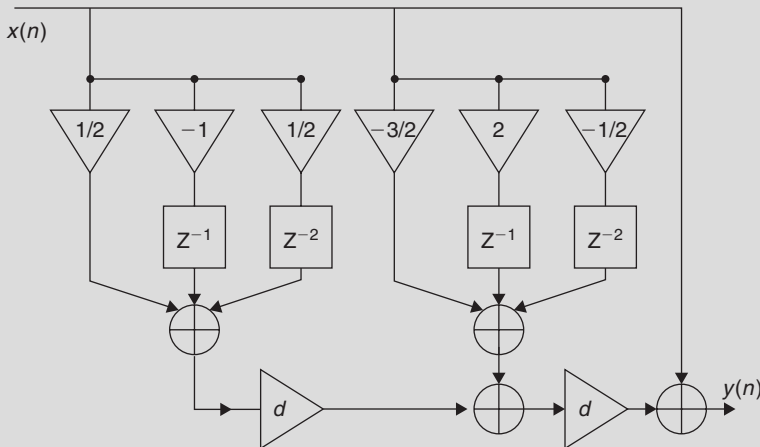 x(n)
1/2 −1 1/2 −3/2 2 −1/2
Z⁻¹ Z⁻² Z⁻¹ Z⁻²
d d y(n)